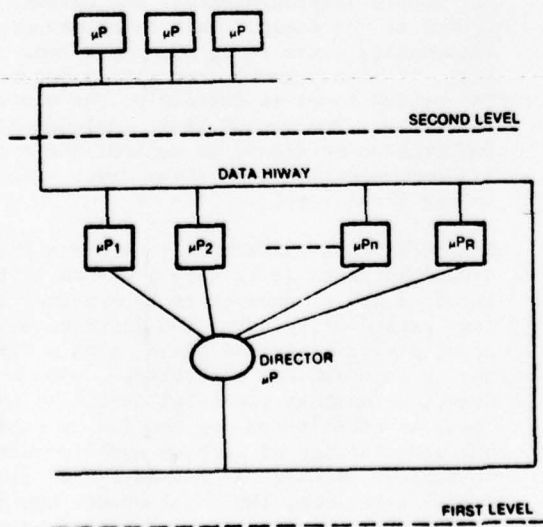 μP μP μP
SECOND LEVEL
DATA HIWAY
μP1 μP2 μPn μPR
DIRECTOR
μP
FIRST LEVEL